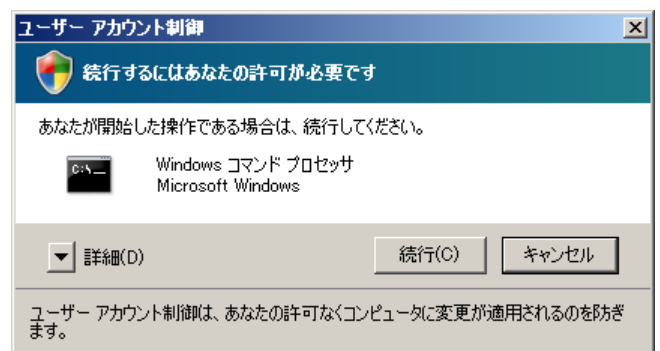 ユーザー アカウント制御
続行するにはあなたの許可が必要です
あなたが開始した操作である場合は、続行してください。
C:\_
Windows コマンド プロセッサ
Microsoft Windows
詳細(D)
続行(C)
キャンセル
ユーザー アカウント制御は、あなたの許可なくコンピュータに変更が適用されるのを防ぎ
ます。